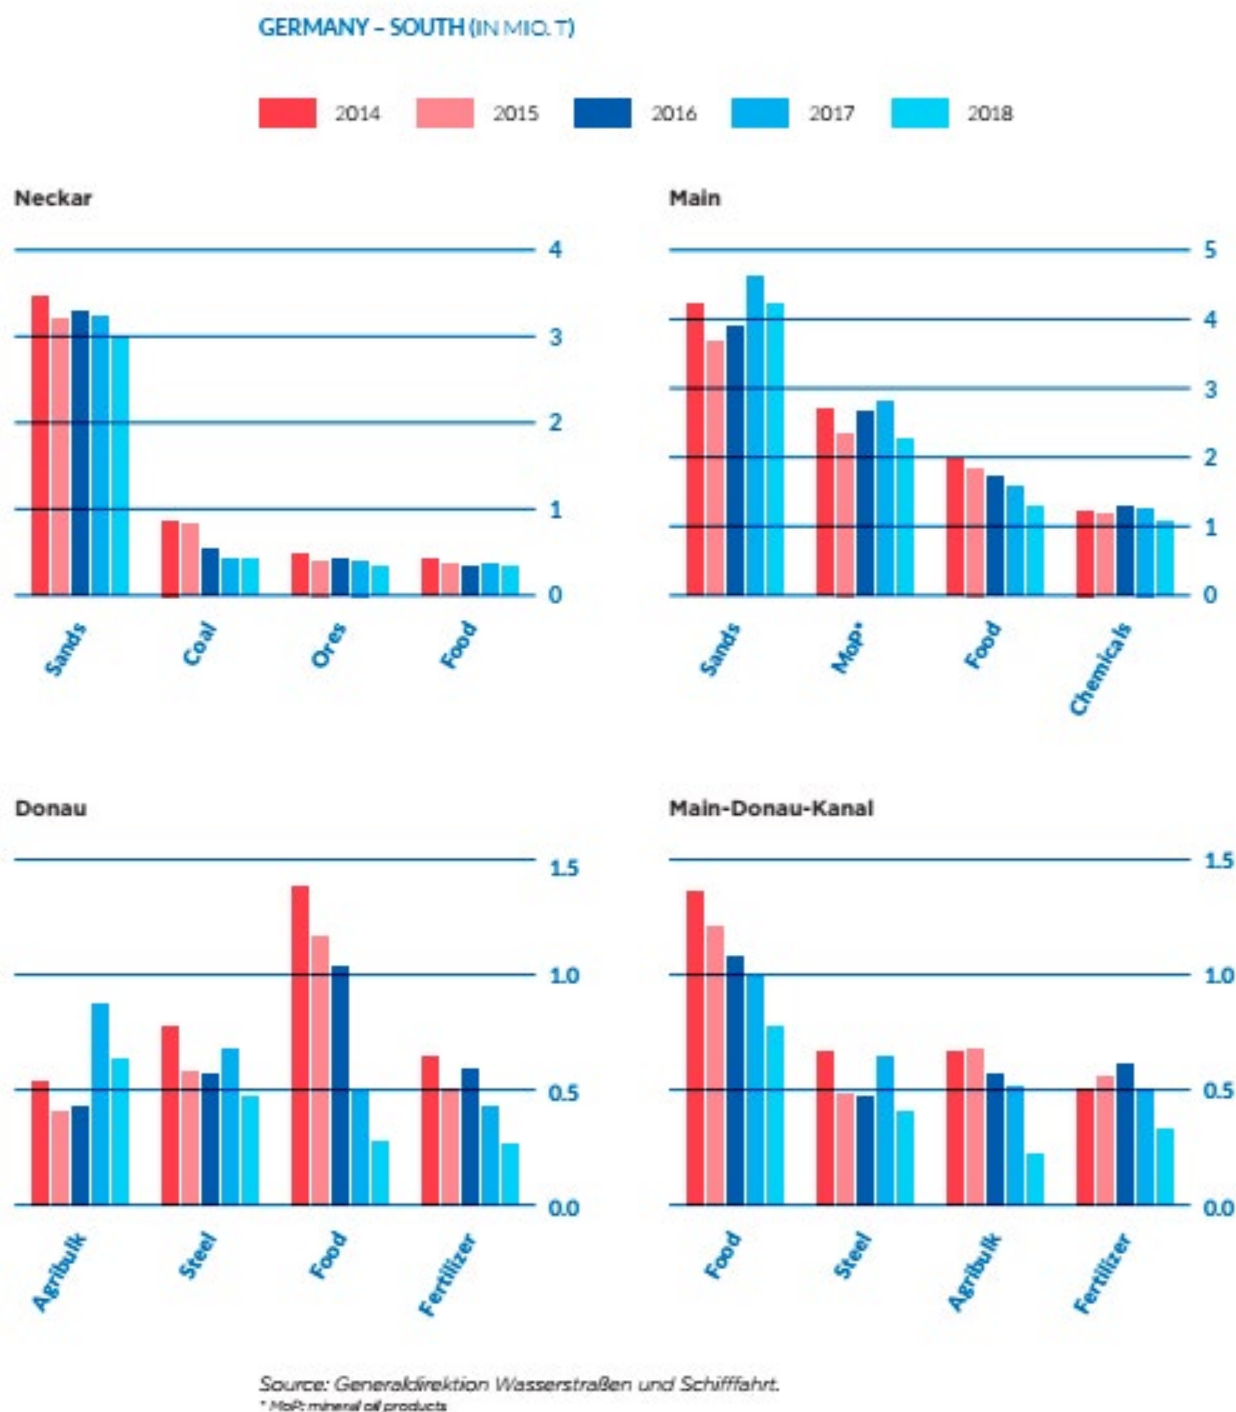 GERMANY – SOUTH (IN MIO. T)
2014 2015 2016 2017 2018
Neckar
4
3
2
1
0
Sands Coal Ores Food
Main
5
4
3
2
1
0
Sands MoP* Food Chemicals
Donau
1.5
1.0
0.5
0.0
Agribulk Steel Food Fertilizer
Main-Donau-Kanal
1.5
1.0
0.5
0.0
Food Steel Agribulk Fertilizer
Source: Generaldirektion Wasserstraßen und Schifffahrt.
* MoP: mineral oil products